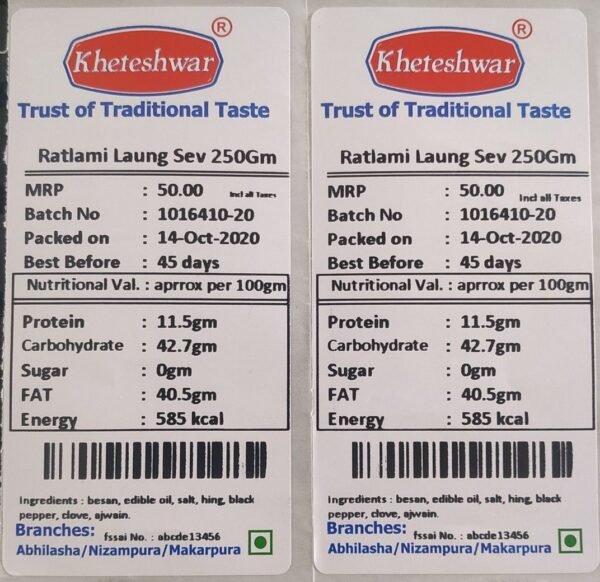 Kheteshwar ®
Trust of Traditional Taste
Ratlami Laung Sev 250Gm
MRP : 50.00 Incl all Taxes
Batch No : 1016410-20
Packed on : 14-Oct-2020
Best Before : 45 days
Nutritional Val. : aprrox per 100gm
Protein : 11.5gm
Carbohydrate : 42.7gm
Sugar : 0gm
FAT : 40.5gm
Energy : 585 kcal
Ingredients : besan, edible oil, salt, hing, black
pepper, clove, ajwain.
Branches: fssai No. : abcde13456
Abhilasha/Nizampura/Makarpura
Kheteshwar ®
Trust of Traditional Taste
Ratlami Laung Sev 250Gm
MRP : 50.00 Incl all Taxes
Batch No : 1016410-20
Packed on : 14-Oct-2020
Best Before : 45 days
Nutritional Val. : aprrox per 100gm
Protein : 11.5gm
Carbohydrate : 42.7gm
Sugar : 0gm
FAT : 40.5gm
Energy : 585 kcal
Ingredients : besan, edible oil, salt, hing, black
pepper, clove, ajwain.
Branches: fssai No. : abcde13456
Abhilasha/Nizampura/Makarpura